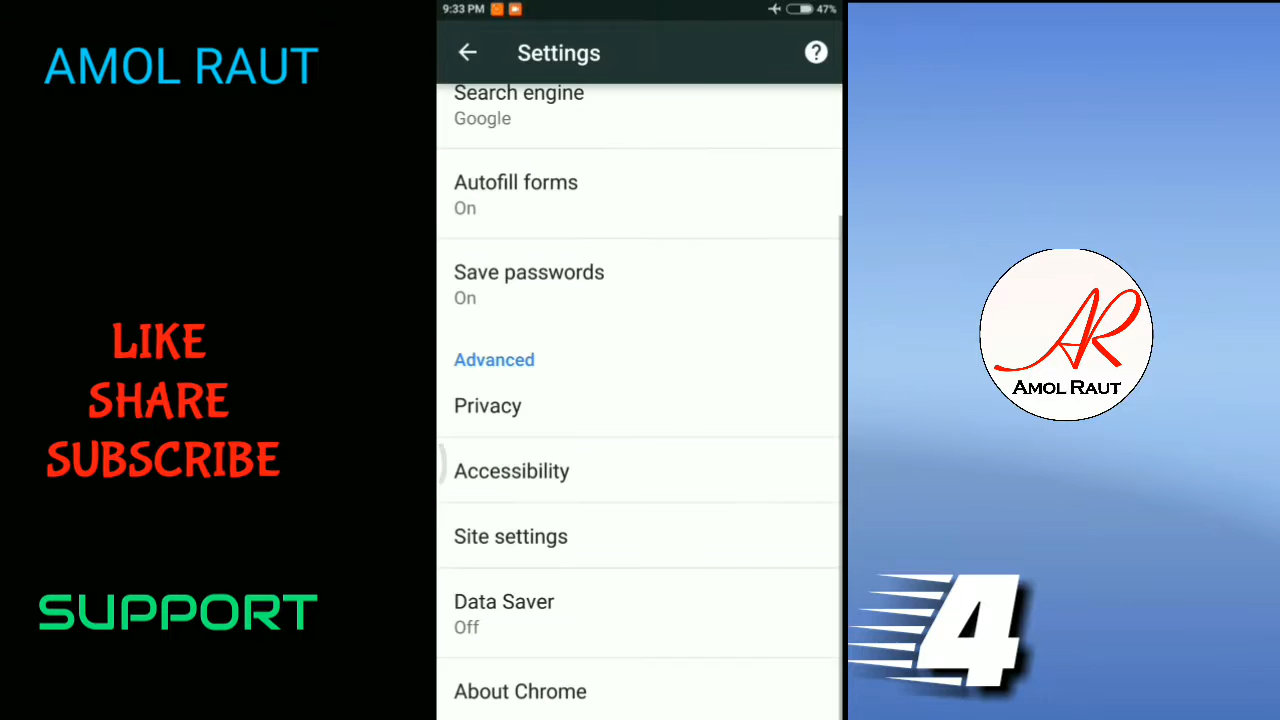 AMOL RAUT
LIKE
SHARE
SUBSCRIBE
SUPPORT
9:33 PM
47%
Settings
?
Search engine
Google
Autofill forms
On
Save passwords
On
Advanced
Privacy
Accessibility
Site settings
Data Saver
Off
About Chrome
AR
AMOL RAUT
4